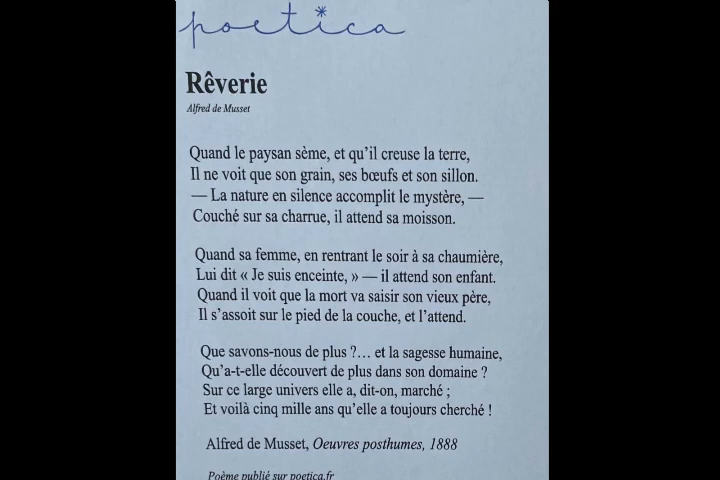 poetica
Rêverie
Alfred de Musset
Quand le paysan sème, et qu’il creuse la terre,
Il ne voit que son grain, ses bœufs et son sillon.
— La nature en silence accomplit le mystère, —
Couché sur sa charrue, il attend sa moisson.
Quand sa femme, en rentrant le soir à sa chaumière,
Lui dit « Je suis enceinte, » — il attend son enfant.
Quand il voit que la mort va saisir son vieux père,
Il s’assoit sur le pied de la couche, et l’attend.
Que savons-nous de plus ?… et la sagesse humaine,
Qu’a-t-elle découvert de plus dans son domaine ?
Sur ce large univers elle a, dit-on, marché ;
Et voilà cinq mille ans qu’elle a toujours cherché !
Alfred de Musset, Oeuvres posthumes, 1888
Poème publié sur poetica.fr